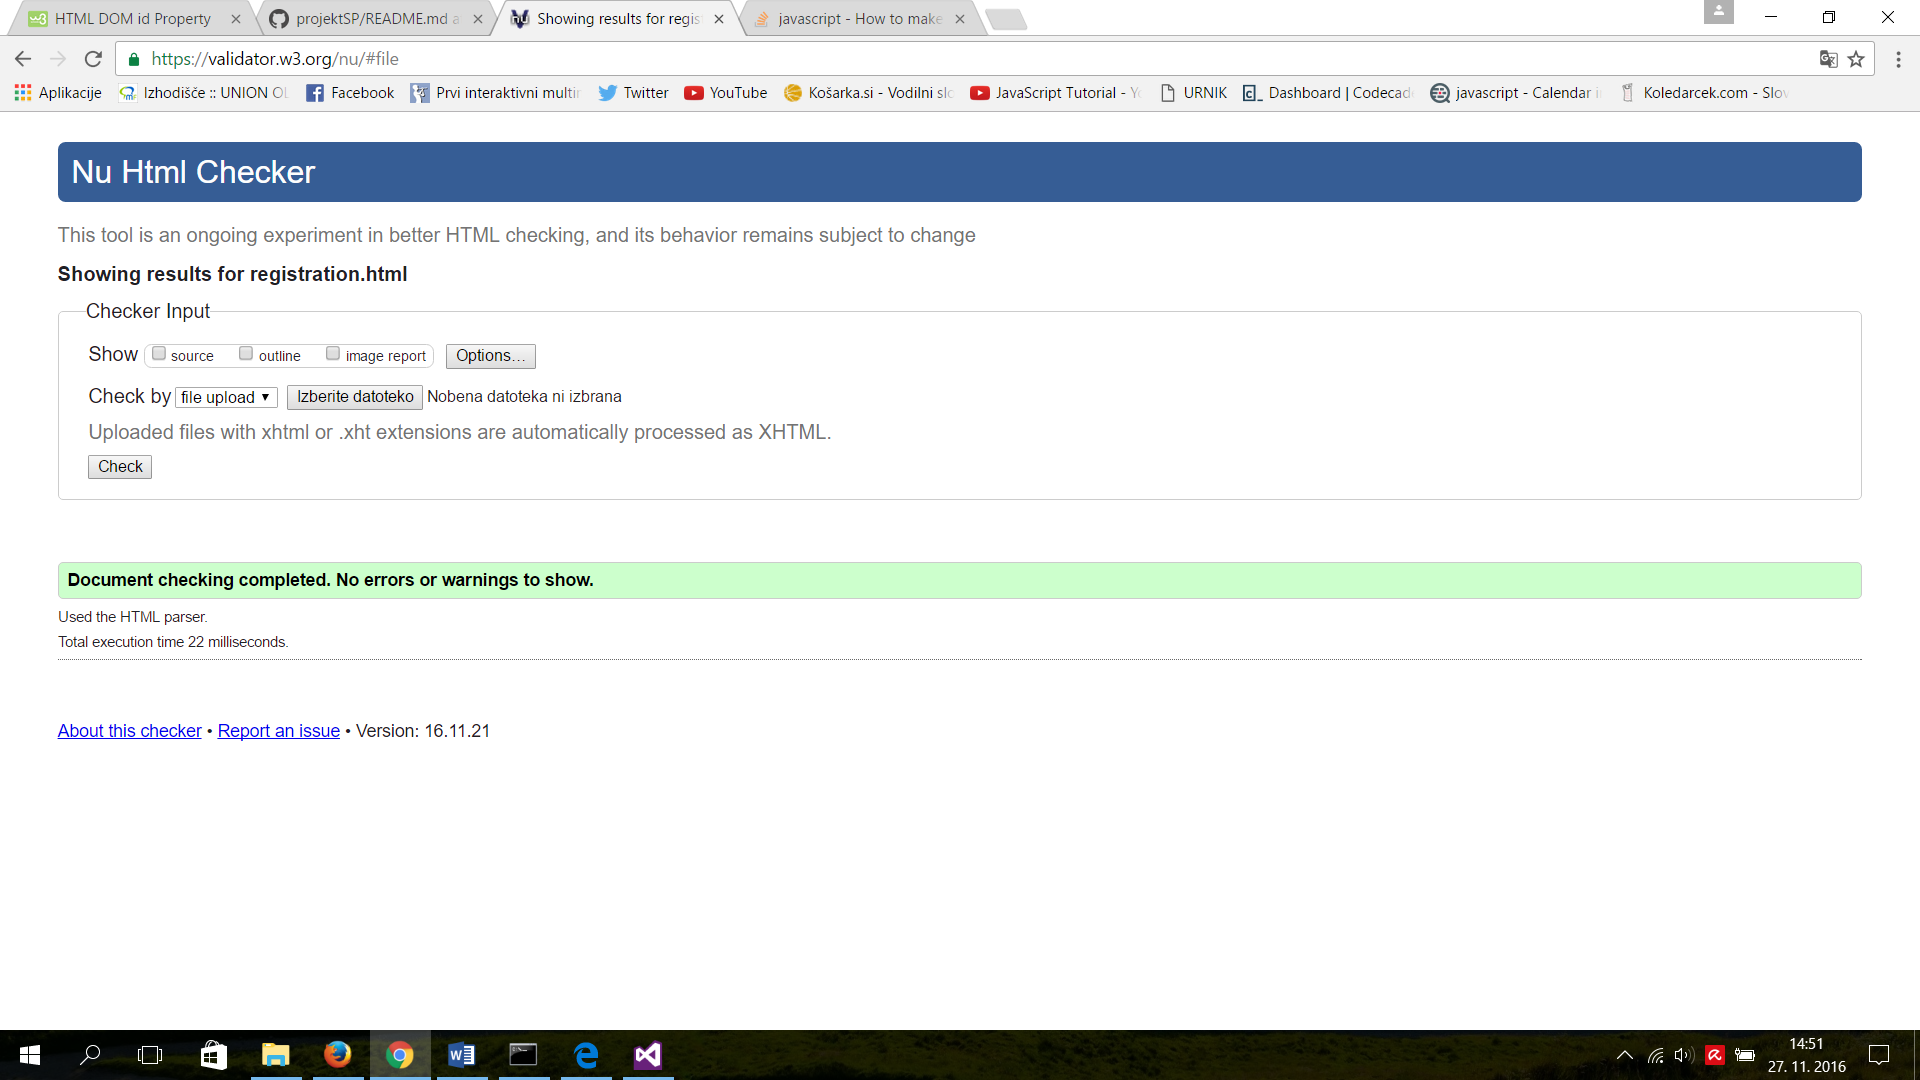 HTML DOM id Property
projektSP/README.md a
Showing results for regis
javascript - How to make
https://validator.w3.org/nu/#file
Aplikacije
Izhodišče :: UNION OL
Facebook
Prvi interaktivni multim
Twitter
YouTube
Košarka.si - Vodilni slo
JavaScript Tutorial - Yo
URNIK
Dashboard | Codecade
javascript - Calendar i
Koledarcek.com - Slov
Nu Html Checker
This tool is an ongoing experiment in better HTML checking, and its behavior remains subject to change
Showing results for registration.html
Checker Input
Show source outline image report Options...
Check by file upload Izberite datoteko Nobena datoteka ni izbrana
Uploaded files with xhtml or .xht extensions are automatically processed as XHTML.
Check
Document checking completed. No errors or warnings to show.
Used the HTML parser.
Total execution time 22 milliseconds.
About this checker • Report an issue • Version: 16.11.21
14:51
27. 11. 2016